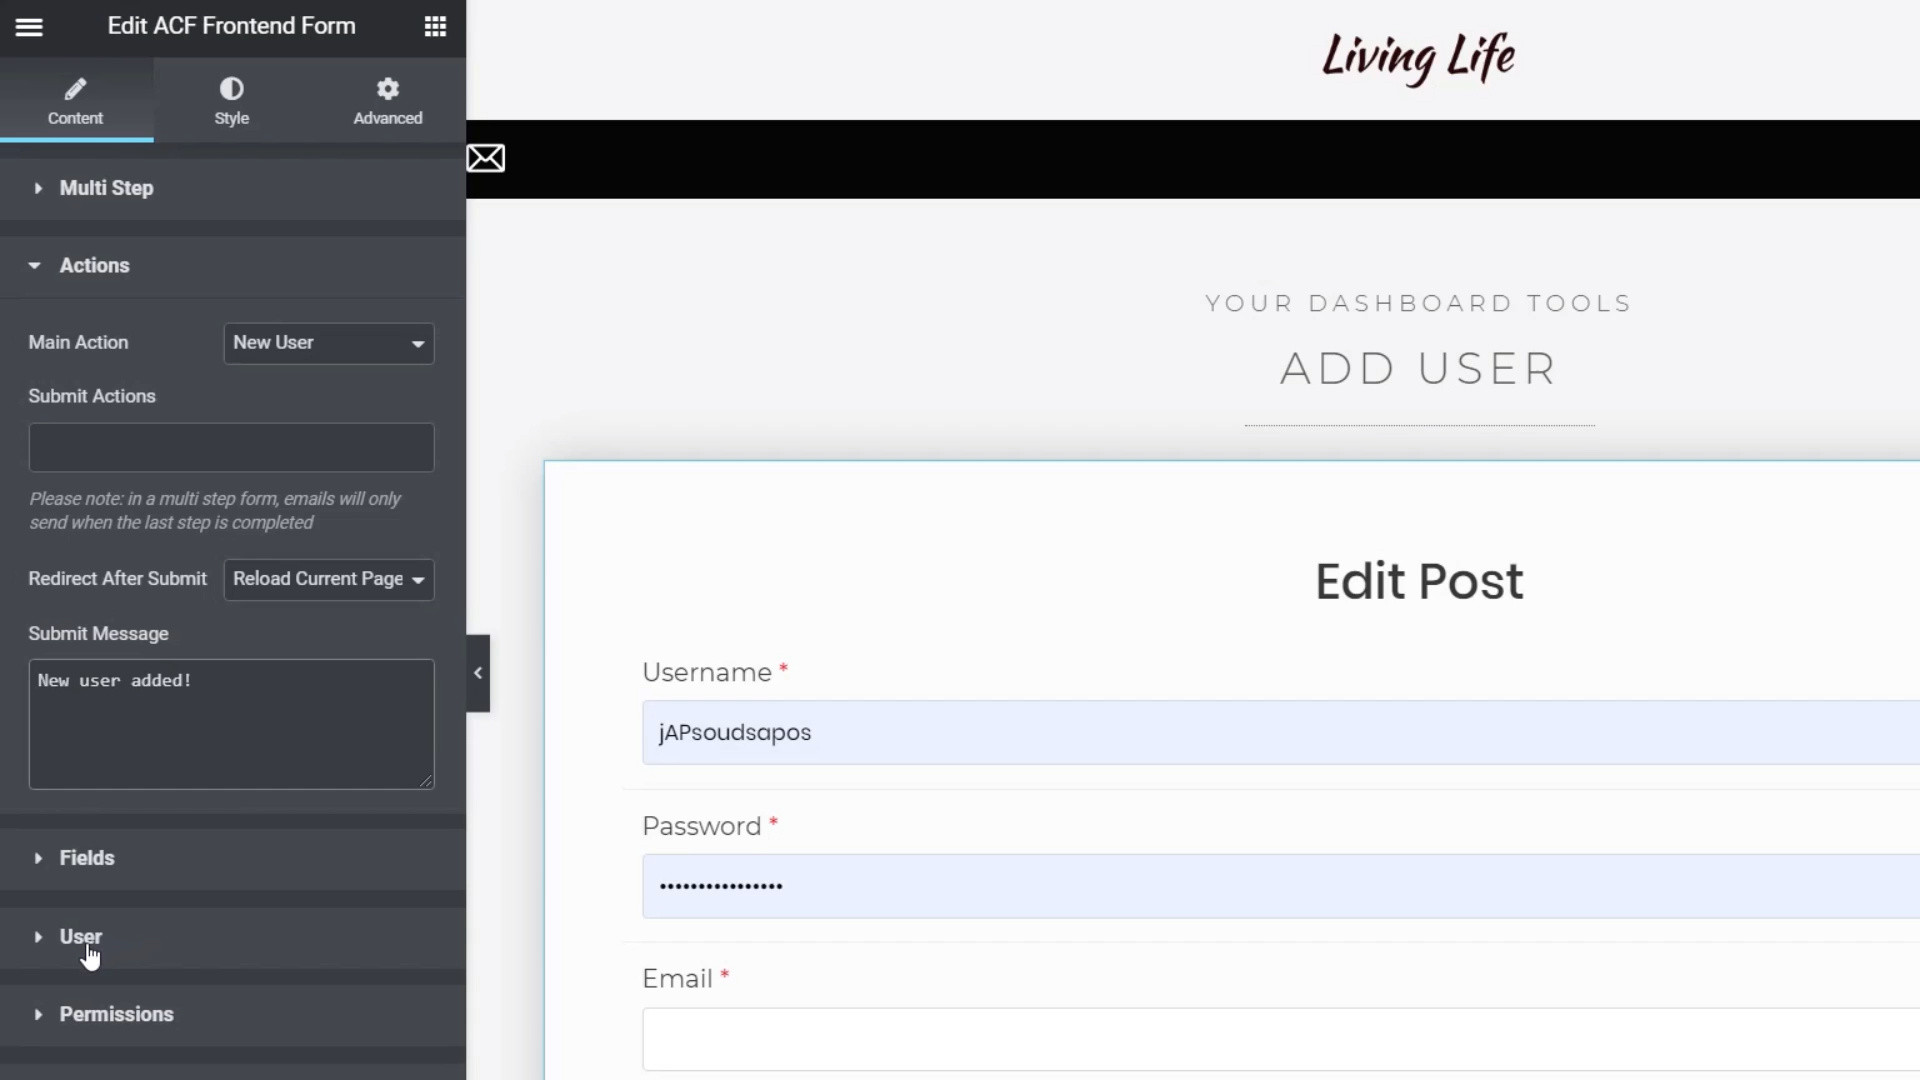 Edit ACF Frontend Form
Content
Style
Advanced
Multi Step
Actions
Main Action
New User
Submit Actions
Please note: in a multi step form, emails will only
send when the last step is completed
Redirect After Submit
Reload Current Page
Submit Message
New user added!
Fields
User
Permissions
Living Life
YOUR DASHBOARD TOOLS
ADD USER
Edit Post
Username *
jAPsoudsapos
Password *
••••••••••••••••
Email *